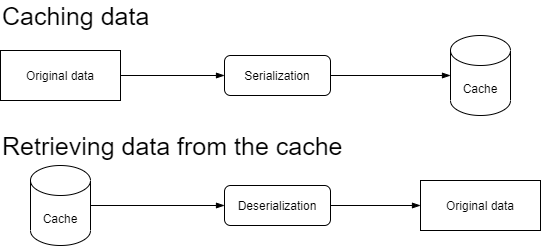 Caching data
Original data
Serialization
Cache
Retrieving data from the cache
Cache
Deserialization
Original data